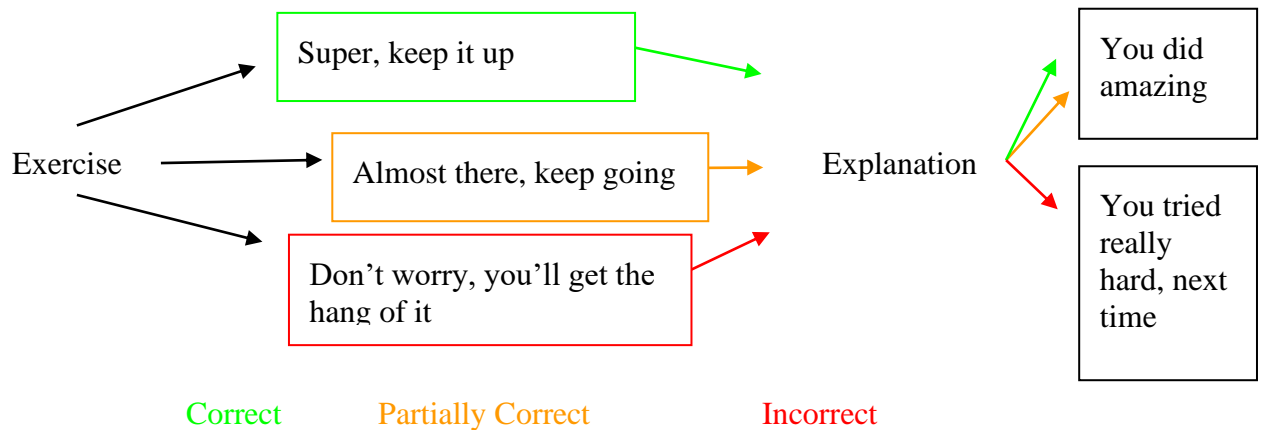 Super, keep it up
You did
amazing
Exercise
Almost there, keep going
Explanation
You tried
really
hard, next
time
Don’t worry, you’ll get the
hang of it
Correct Partially Correct Incorrect